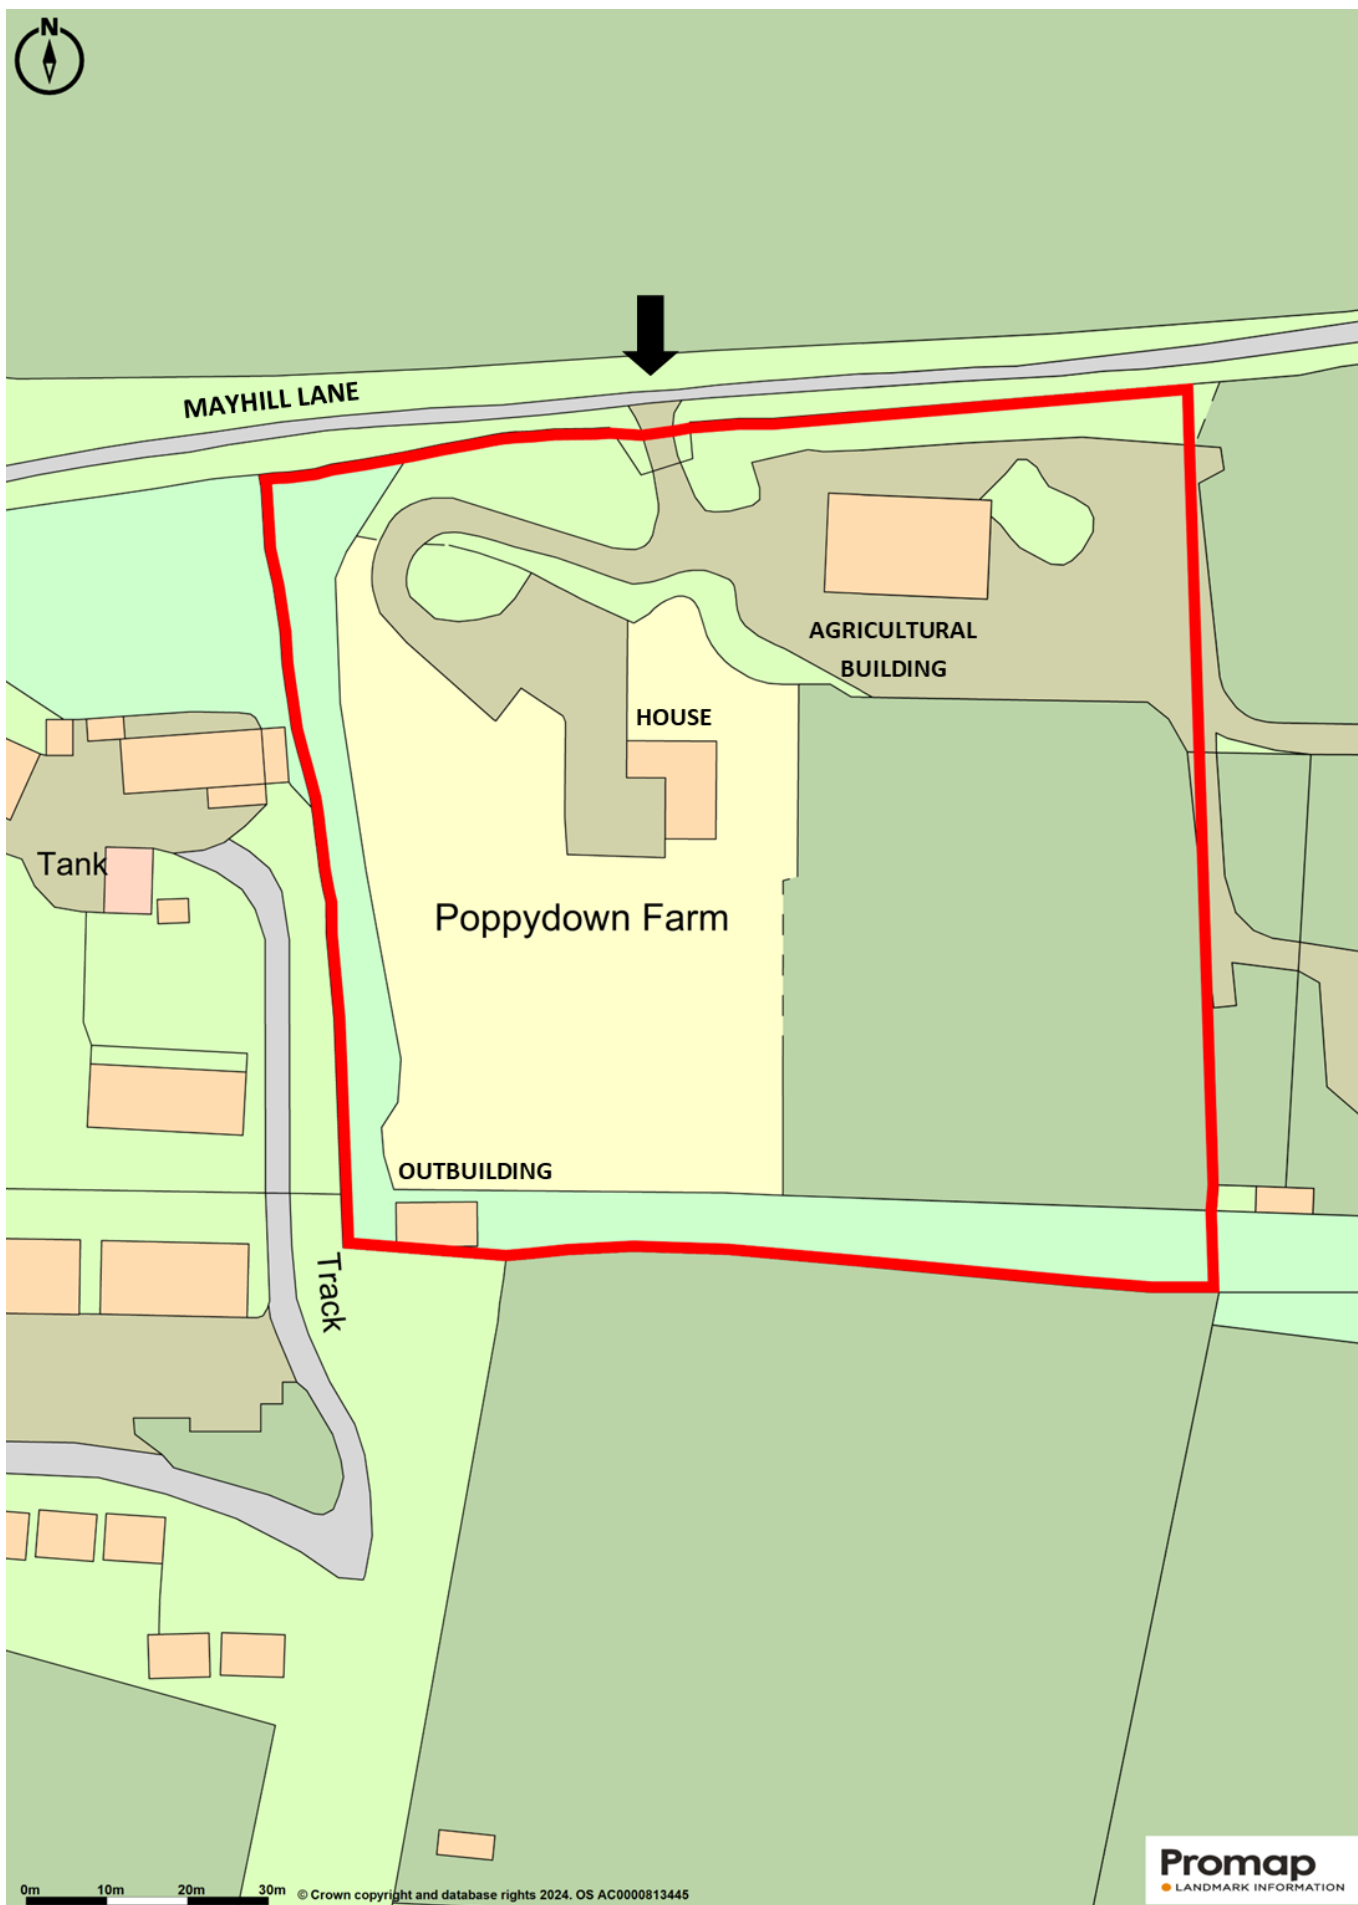 N
MAYHILL LANE
AGRICULTURAL
BUILDING
HOUSE
Tank
Poppydown Farm
OUTBUILDING
Track
0m 10m 20m 30m
© Crown copyright and database rights 2024. OS AC0000813445
Promap
LANDMARK INFORMATION